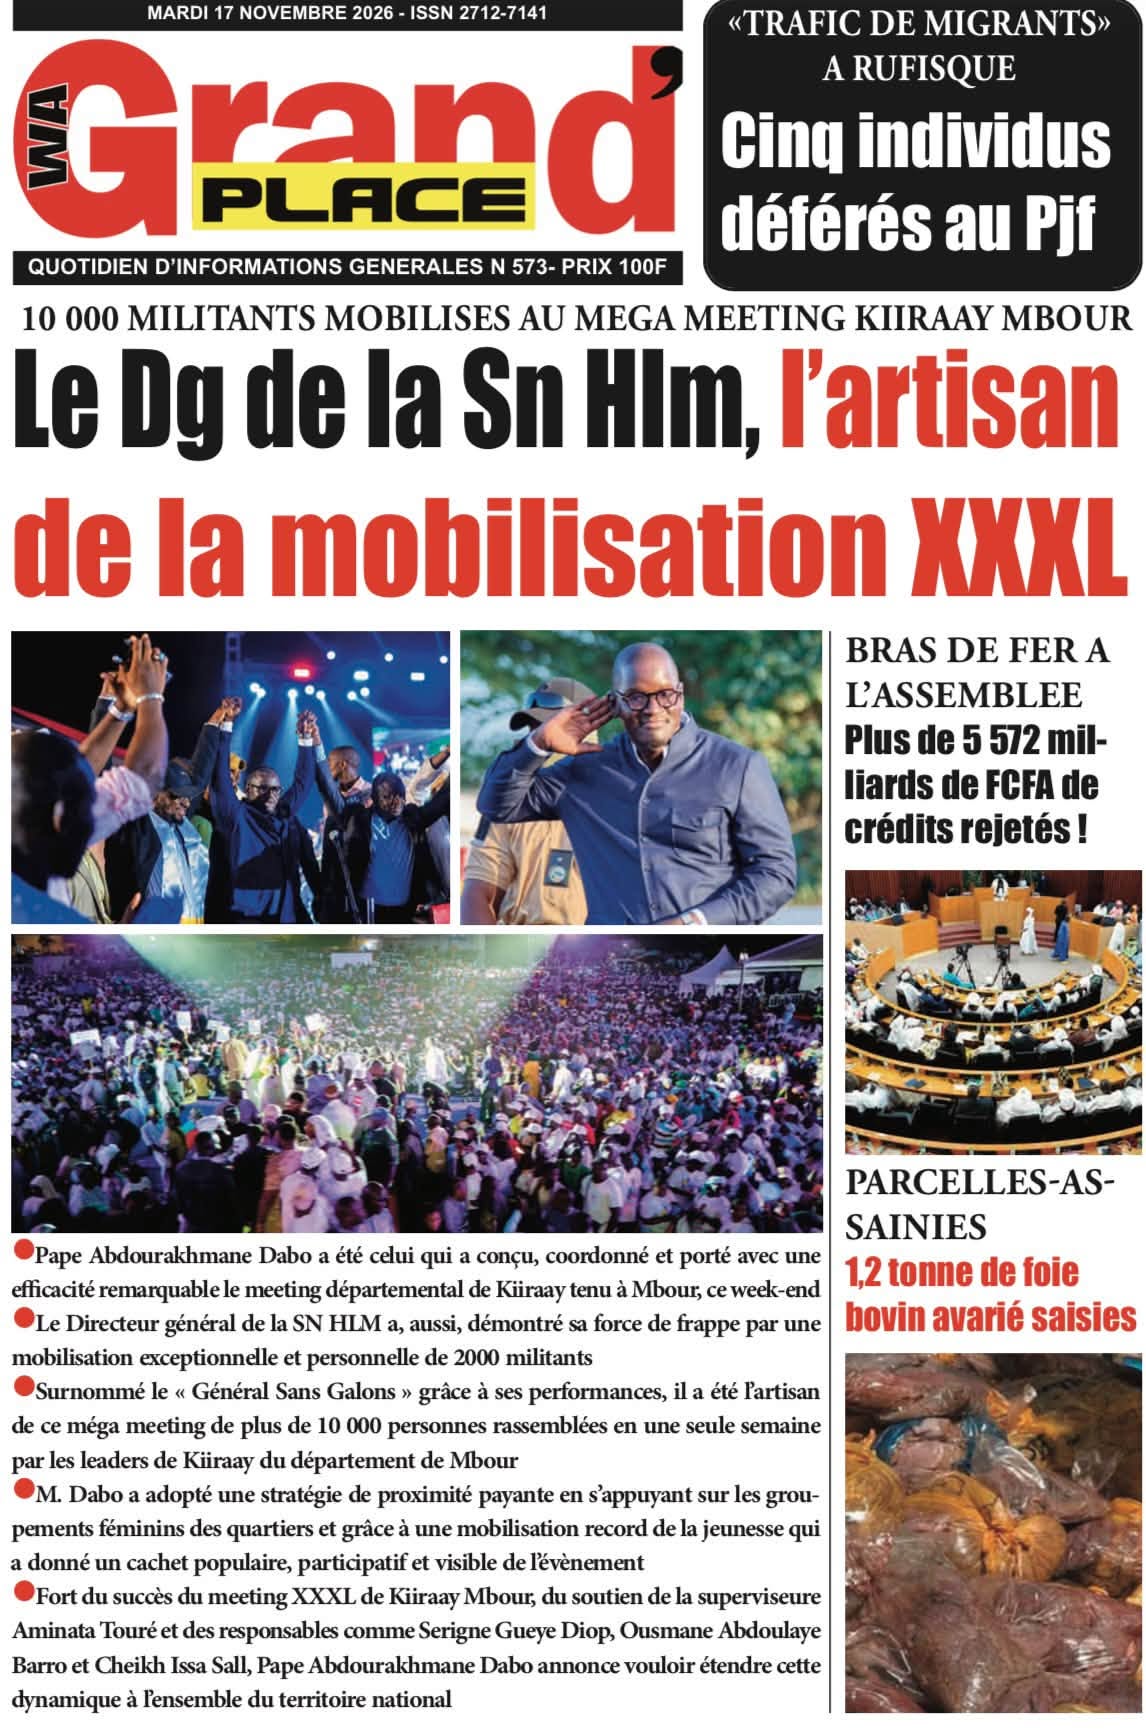 MARDI 17 NOVEMBRE 2026 - ISSN 2712-7141
WA
Grand'
PLACE
QUOTIDIEN D'INFORMATIONS GENERALES N 573- PRIX 100F
«TRAFIC DE MIGRANTS»
A RUFISQUE
Cinq individus
déférés au Pjf
10 000 MILITANTS MOBILISES AU MEGA MEETING KIIRAAY MBOUR
Le Dg de la Sn Hlm, l'artisan
de la mobilisation XXXL
●Pape Abdourakhmane Dabo a été celui qui a conçu, coordonné et porté avec une
efficacité remarquable le meeting départemental de Kiiraay tenu à Mbour, ce week-end
●Le Directeur général de la SN HLM a, aussi, démontré sa force de frappe par une
mobilisation exceptionnelle et personnelle de 2000 militants
●Surnommé le « Général Sans Galons » grâce à ses performances, il a été l'artisan
de ce méga meeting de plus de 10 000 personnes rassemblées en une seule semaine
par les leaders de Kiiraay du département de Mbour
●M. Dabo a adopté une stratégie de proximité payante en s'appuyant sur les grou-
pements féminins des quartiers et grâce à une mobilisation record de la jeunesse qui
a donné un cachet populaire, participatif et visible de l'évènement
●Fort du succès du meeting XXXL de Kiiraay Mbour, du soutien de la superviseure
Aminata Touré et des responsables comme Serigne Gueye Diop, Ousmane Abdoulaye
Barro et Cheikh Issa Sall, Pape Abdourakhmane Dabo annonce vouloir étendre cette
dynamique à l'ensemble du territoire national
BRAS DE FER A
L'ASSEMBLEE
Plus de 5 572 mil-
liards de FCFA de
crédits rejetés !
PARCELLES-AS-
SAINIES
1,2 tonne de foie
bovin avarié saisies